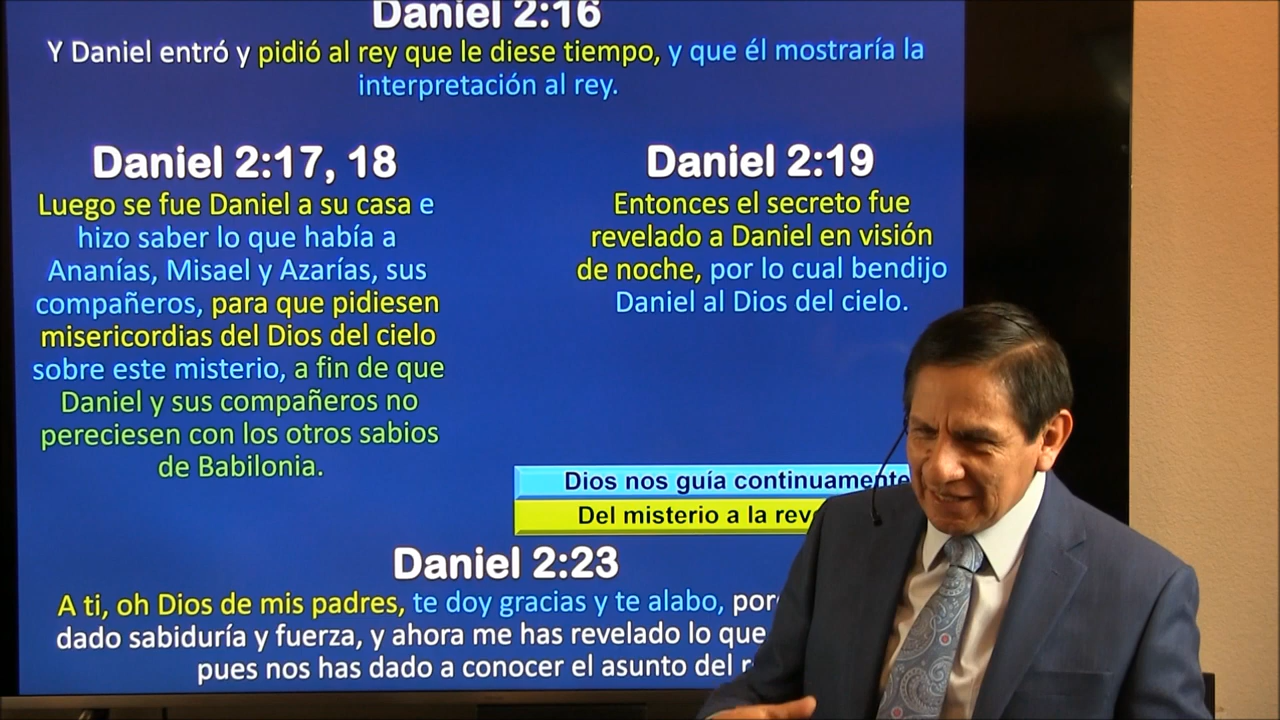 Daniel 2:16
Y Daniel entró y pidió al rey que le diese tiempo, y que él mostraría la
interpretación al rey.
Daniel 2:17, 18
Luego se fue Daniel a su casa e
hizo saber lo que había a
Ananías, Misael y Azarías, sus
compañeros, para que pidiesen
misericordias del Dios del cielo
sobre este misterio, a fin de que
Daniel y sus compañeros no
pereciesen con los otros sabios
de Babilonia.
Daniel 2:19
Entonces el secreto fue
revelado a Daniel en visión
de noche, por lo cual bendijo
Daniel al Dios del cielo.
Dios nos guía continuamente
Del misterio a la
Daniel 2:23
A ti, oh Dios de mis padres, te doy gracias y te alabo,
dado sabiduría y fuerza, y ahora me has revelado lo que
pues nos has dado a conocer el asunto del